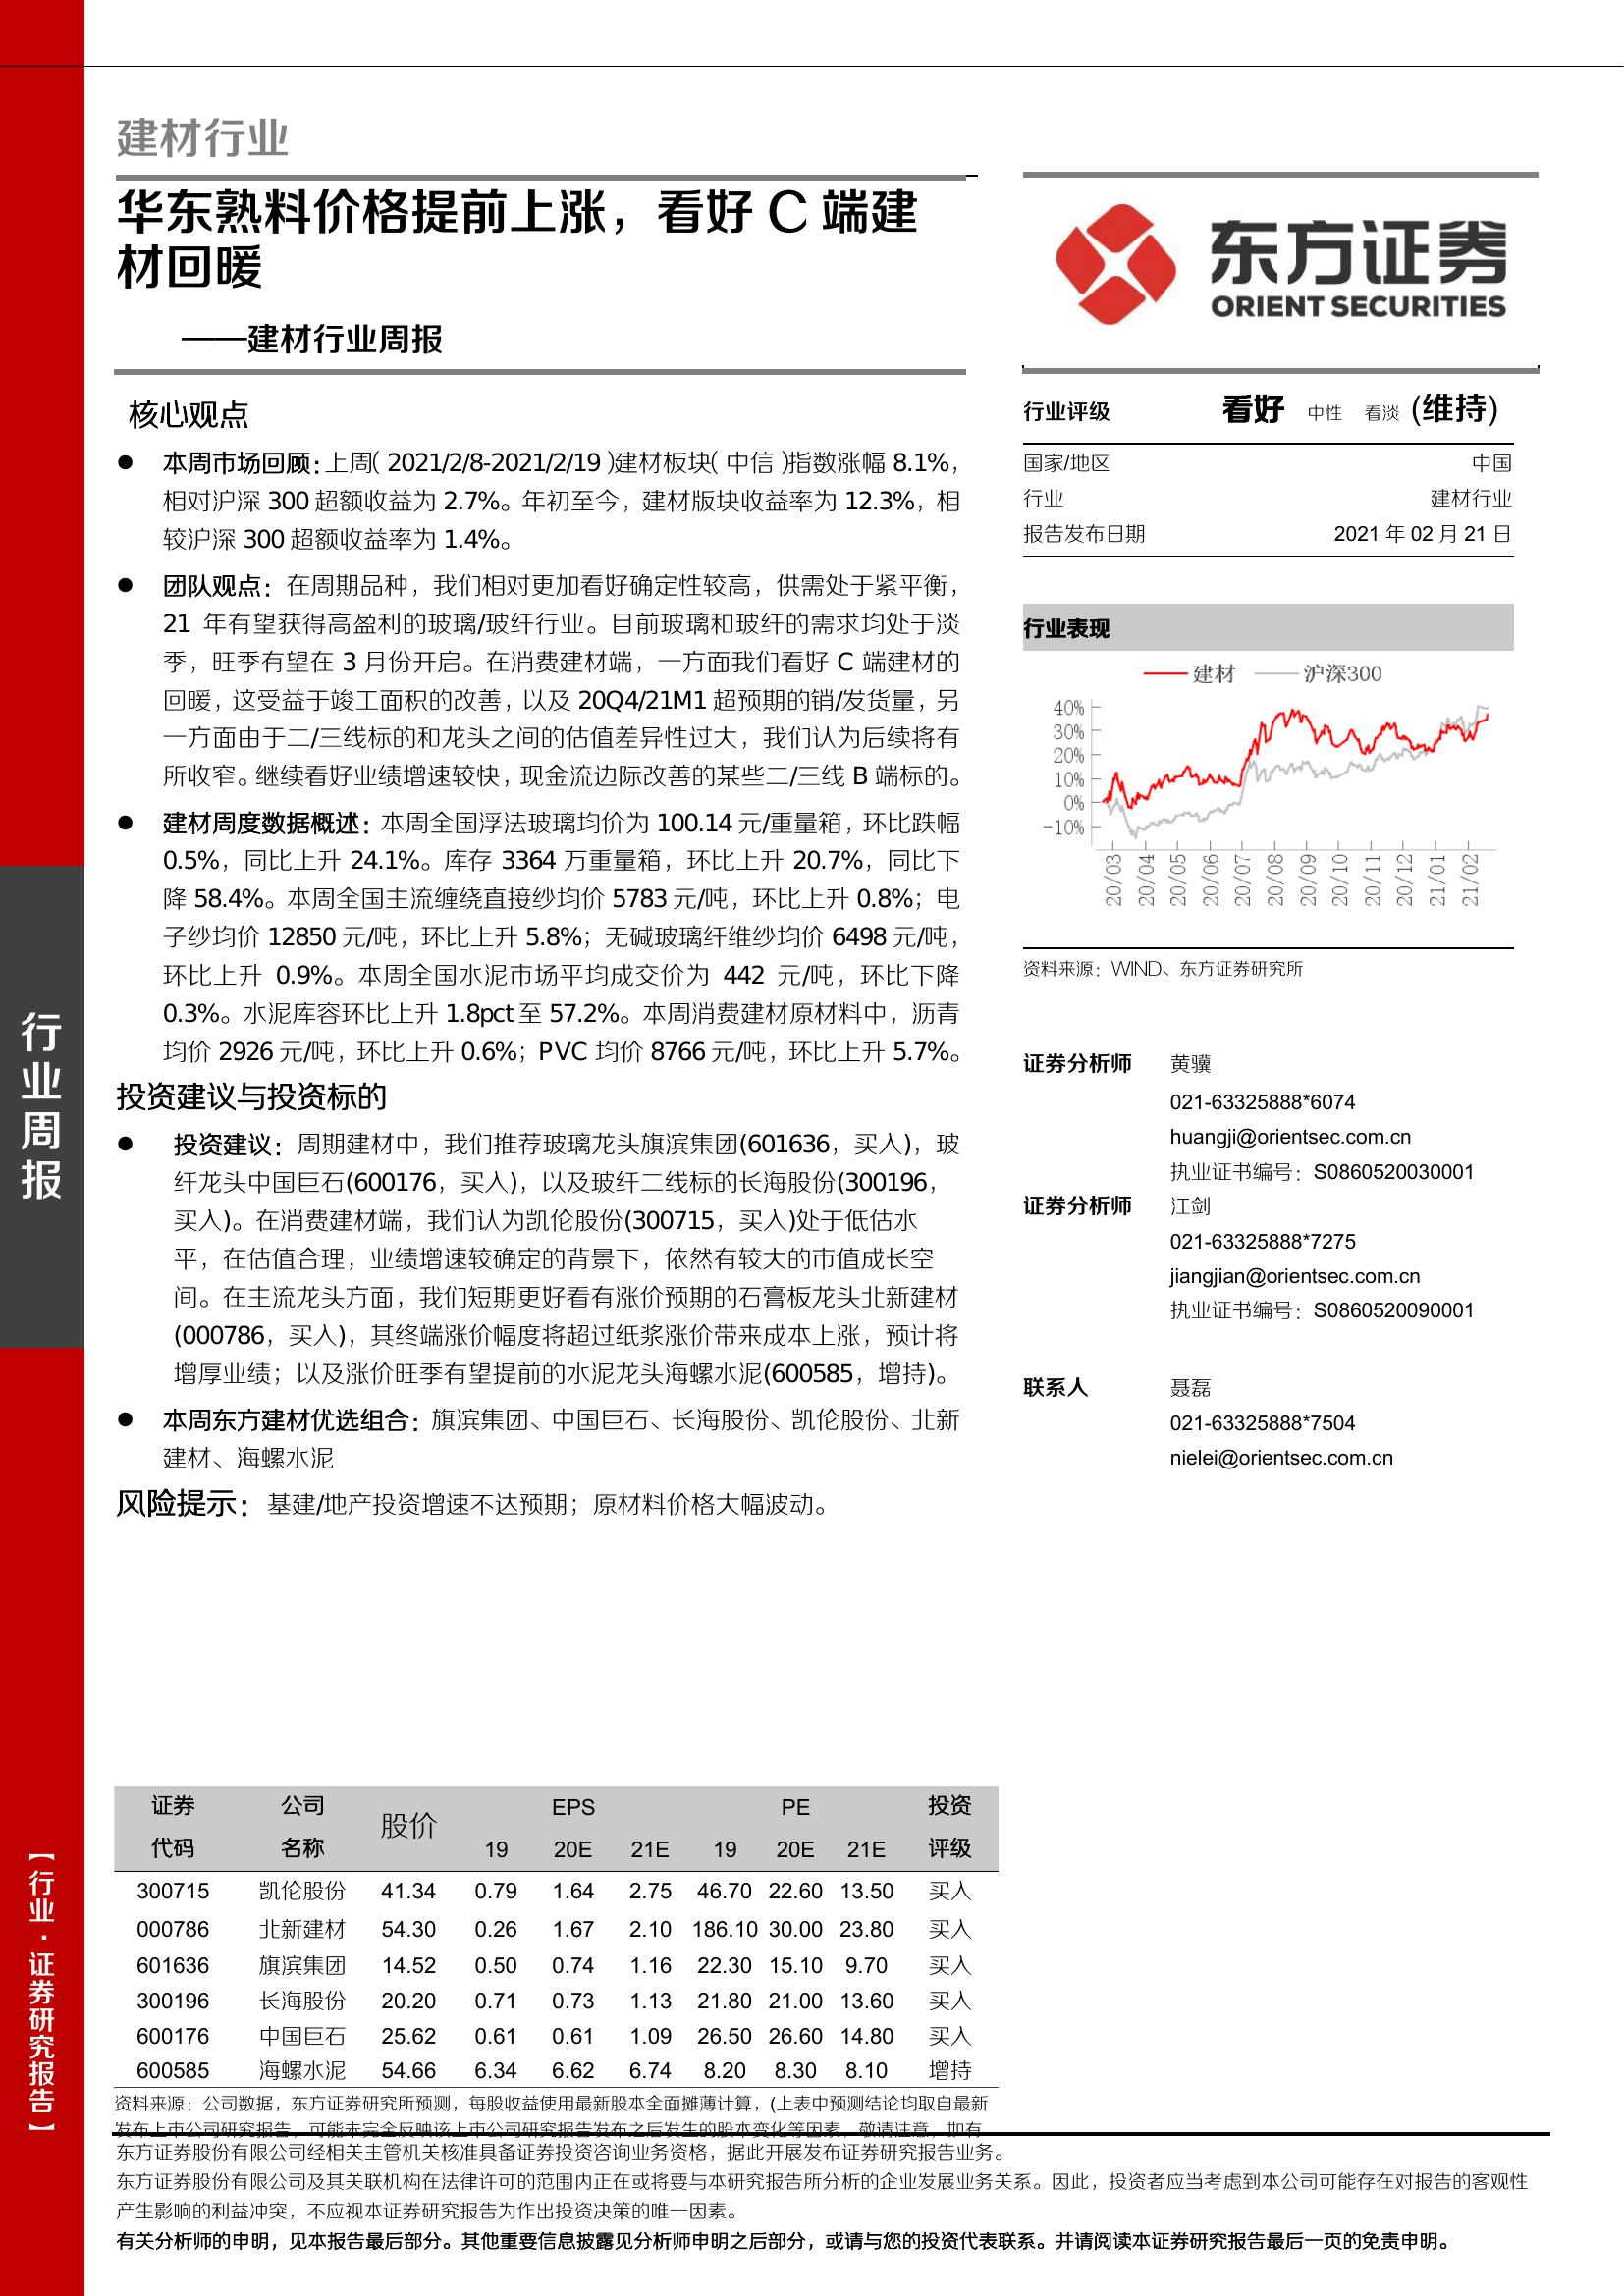 建材行业
华东熟料价格提前上涨，看好 C 端建
材回暖
——建材行业周报
核心观点
● 本周市场回顾：上周（2021/2/8-2021/2/19）建材板块（中信）指数涨幅 8.1%，
相对沪深 300 超额收益为 2.7%。年初至今，建材版块收益率为 12.3%，相
较沪深 300 超额收益率为 1.4%。
● 团队观点：在周期品种，我们相对更加看好确定性较高，供需处于紧平衡，
21 年有望获得高盈利的玻璃/玻纤行业。目前玻璃和玻纤的需求均处于淡
季，旺季有望在 3 月份开启。在消费建材端，一方面我们看好 C 端建材的
回暖，这受益于竣工面积的改善，以及 20Q4/21M1 超预期的销/发货量，另
一方面由于二/三线标的和龙头之间的估值差异性过大，我们认为后续将有
所收窄。继续看好业绩增速较快，现金流边际改善的某些二/三线 B 端标的。
● 建材周度数据概述：本周全国浮法玻璃均价为 100.14 元/重量箱，环比跌幅
0.5%，同比上升 24.1%。库存 3364 万重量箱，环比上升 20.7%，同比下
降 58.4%。本周全国主流缠绕直接纱均价 5783 元/吨，环比上升 0.8%；电
子纱均价 12850 元/吨，环比上升 5.8%；无碱玻璃纤维纱均价 6498 元/吨，
环比上升 0.9%。本周全国水泥市场平均成交价为 442 元/吨，环比下降
0.3%。水泥库容环比上升 1.8pct 至 57.2%。本周消费建材原材料中，沥青
均价 2926 元/吨，环比上升 0.6%；PVC 均价 8766 元/吨，环比上升 5.7%。
投资建议与投资标的
● 投资建议：周期建材中，我们推荐玻璃龙头旗滨集团(601636，买入)，玻
纤龙头中国巨石(600176，买入)，以及玻纤二线标的长海股份(300196，
买入)。在消费建材端，我们认为凯伦股份(300715，买入)处于低估水
平，在估值合理，业绩增速较确定的背景下，依然有较大的市值成长空
间。在主流龙头方面，我们短期更好看有涨价预期的石膏板龙头北新建材
(000786，买入)，其终端涨价幅度将超过纸浆涨价带来成本上涨，预计将
增厚业绩；以及涨价旺季有望提前的水泥龙头海螺水泥(600585，增持)。
● 本周东方建材优选组合：旗滨集团、中国巨石、长海股份、凯伦股份、北新
建材、海螺水泥
风险提示：基建/地产投资增速不达预期；原材料价格大幅波动。
东方证券
ORIENT SECURITIES
行业评级 看好 中性 看淡 (维持)
国家/地区 中国
行业 建材行业
报告发布日期 2021 年 02 月 21 日
行业表现
建材 沪深300
40%
30%
20%
10%
0%
-10%
20/03 20/04 20/05 20/06 20/07 20/08 20/09 20/10 20/11 20/12 21/01 21/02
资料来源：WIND、东方证券研究所
证券分析师 黄骥
021-63325888*6074
huangji@orientsec.com.cn
执业证书编号：S0860520030001
证券分析师 江剑
021-63325888*7275
jiangjian@orientsec.com.cn
执业证书编号：S0860520090001
联系人 聂磊
021-63325888*7504
nielei@orientsec.com.cn
行业周报
【行业·证券研究报告】
证券 公司 股价 EPS PE 投资
代码 名称 19 20E 21E 19 20E 21E 评级
300715 凯伦股份 41.34 0.79 1.64 2.75 46.70 22.60 13.50 买入
000786 北新建材 54.30 0.26 1.67 2.10 186.10 30.00 23.80 买入
601636 旗滨集团 14.52 0.50 0.74 1.16 22.30 15.10 9.70 买入
300196 长海股份 20.20 0.71 0.73 1.13 21.80 21.00 13.60 买入
600176 中国巨石 25.62 0.61 0.61 1.09 26.50 26.60 14.80 买入
600585 海螺水泥 54.66 6.34 6.62 6.74 8.20 8.30 8.10 增持
资料来源：公司数据，东方证券研究所预测，每股收益使用最新股本全面摊薄计算，(上表中预测结论均取自最新
发布上市公司研究报告，可能未完全反映该上市公司研究报告发布之后发生的股本变化等因素，敬请注意，如有
东方证券股份有限公司经相关主管机关核准具备证券投资咨询业务资格，据此开展发布证券研究报告业务。
东方证券股份有限公司及其关联机构在法律许可的范围内正在或将要与本研究报告所分析的企业发展业务关系。因此，投资者应当考虑到本公司可能存在对报告的客观性
产生影响的利益冲突，不应视本证券研究报告为作出投资决策的唯一因素。
有关分析师的申明，见本报告最后部分。其他重要信息披露见分析师申明之后部分，或请与您的投资代表联系。并请阅读本证券研究报告最后一页的免责申明。